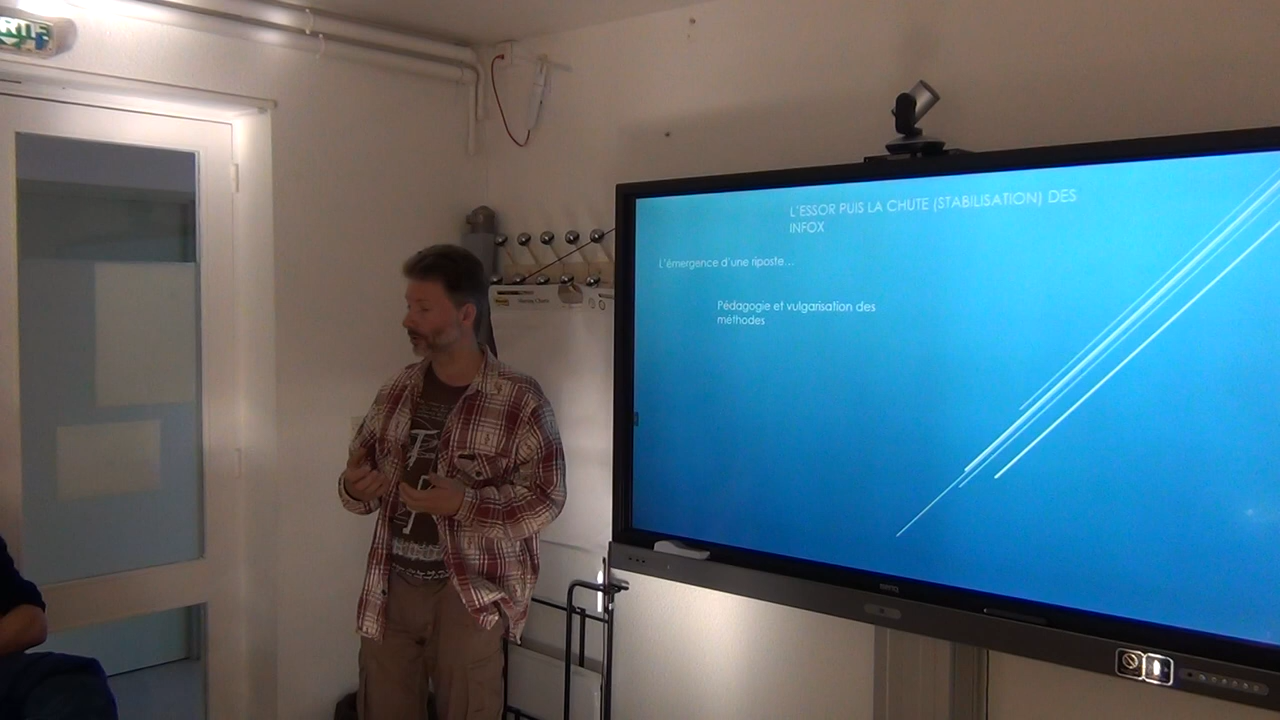 L'ESSOR PUIS LA CHUTE (STABILISATION) DES
INFOX
L'émergence d'une riposte...
Pédagogie et vulgarisation des
méthodes